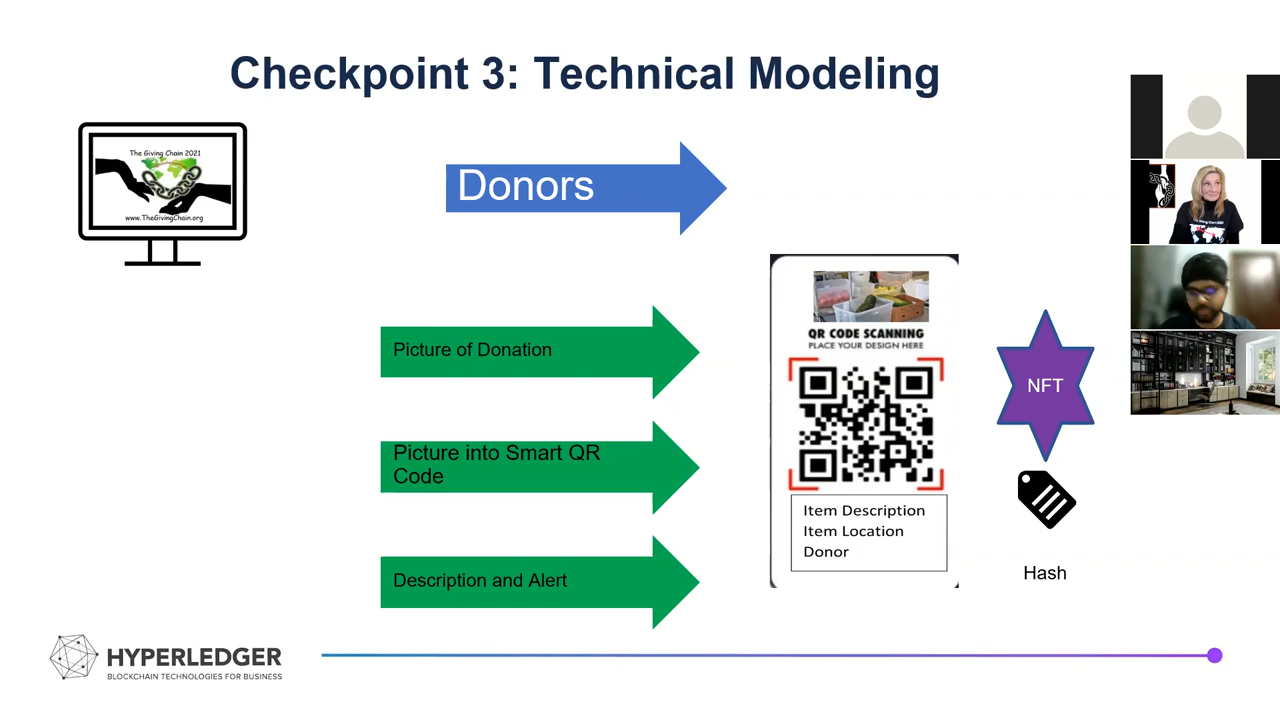 Checkpoint 3: Technical Modeling
The Giving Chain 2021
www.TheGivingChain.org
Donors
Picture of Donation
Picture into Smart QR
Code
Description and Alert
QR CODE SCANNING
PLACE YOUR DESIGN HERE
Item Description
Item Location
Donor
NFT
Hash
HYPERLEDGER
BLOCKCHAIN TECHNOLOGIES FOR BUSINESS